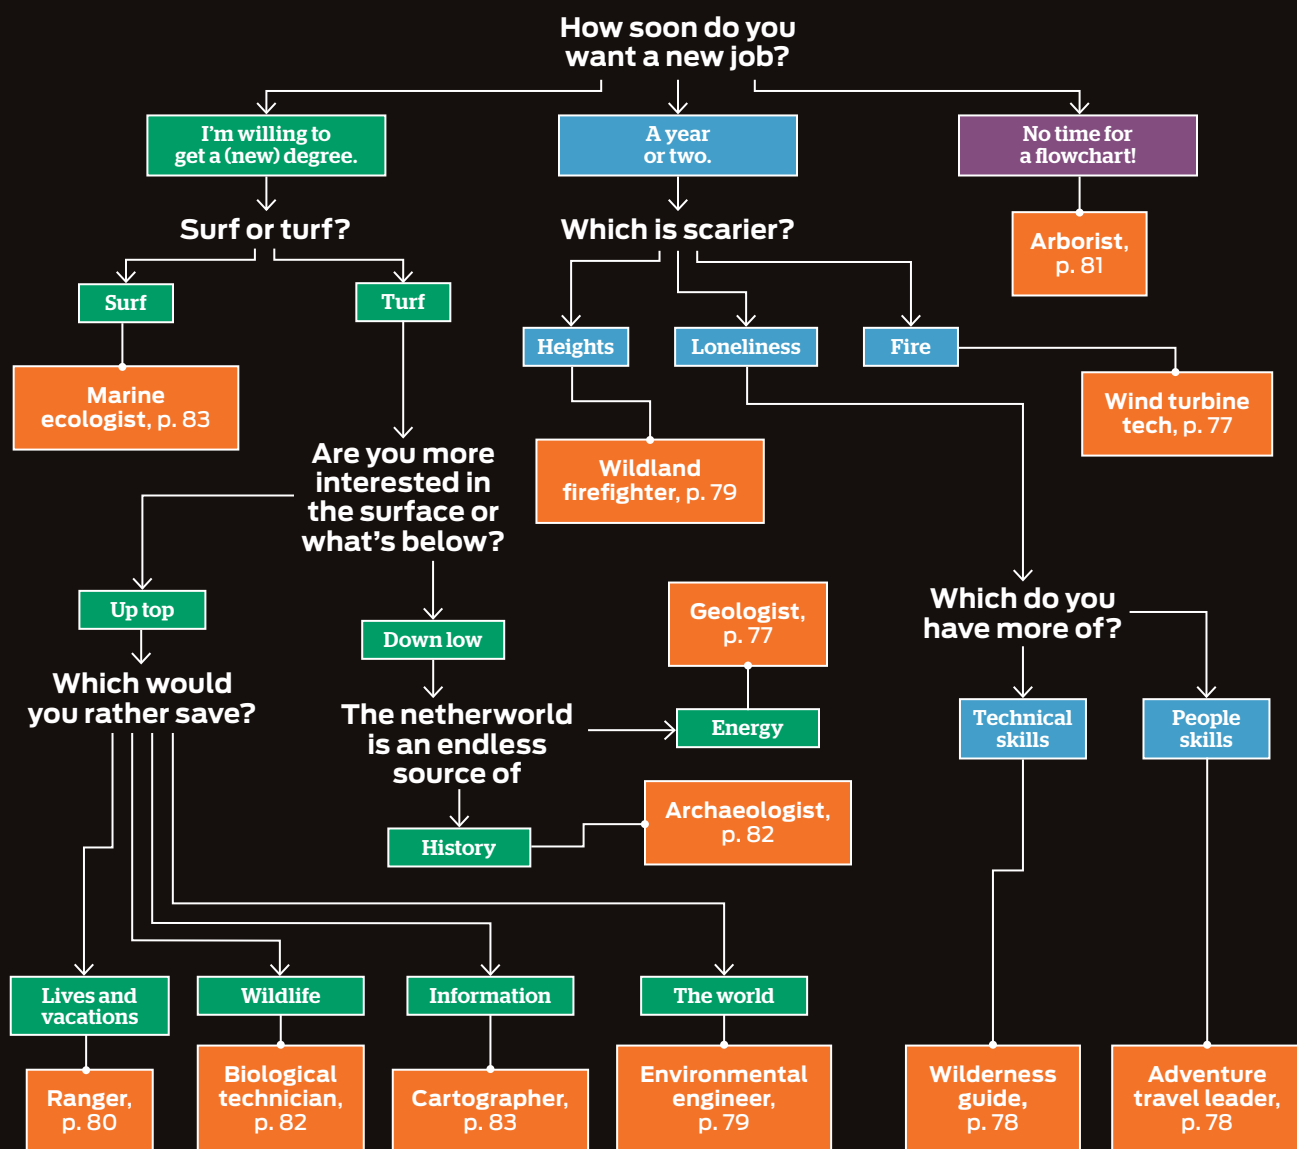 How soon do you
want a new job?
I'm willing to
get a (new) degree.
A year
or two.
No time for
a flowchart!
Surf or turf?
Which is scarier?
Arborist,
p. 81
Surf
Turf
Heights
Loneliness
Fire
Marine
ecologist, p. 83
Wind turbine
tech, p. 77
Are you more
interested in
the surface or
what's below?
Wildland
firefighter, p. 79
Up top
Down low
Geologist,
p. 77
Which do you
have more of?
Which would
you rather save?
The netherworld
is an endless
source of
Energy
Technical
skills
People
skills
History
Archaeologist,
p. 82
Lives and
vacations
Wildlife
Information
The world
Ranger,
p. 80
Biological
technician,
p. 82
Cartographer,
p. 83
Environmental
engineer,
p. 79
Wilderness
guide,
p. 78
Adventure
travel leader,
p. 78